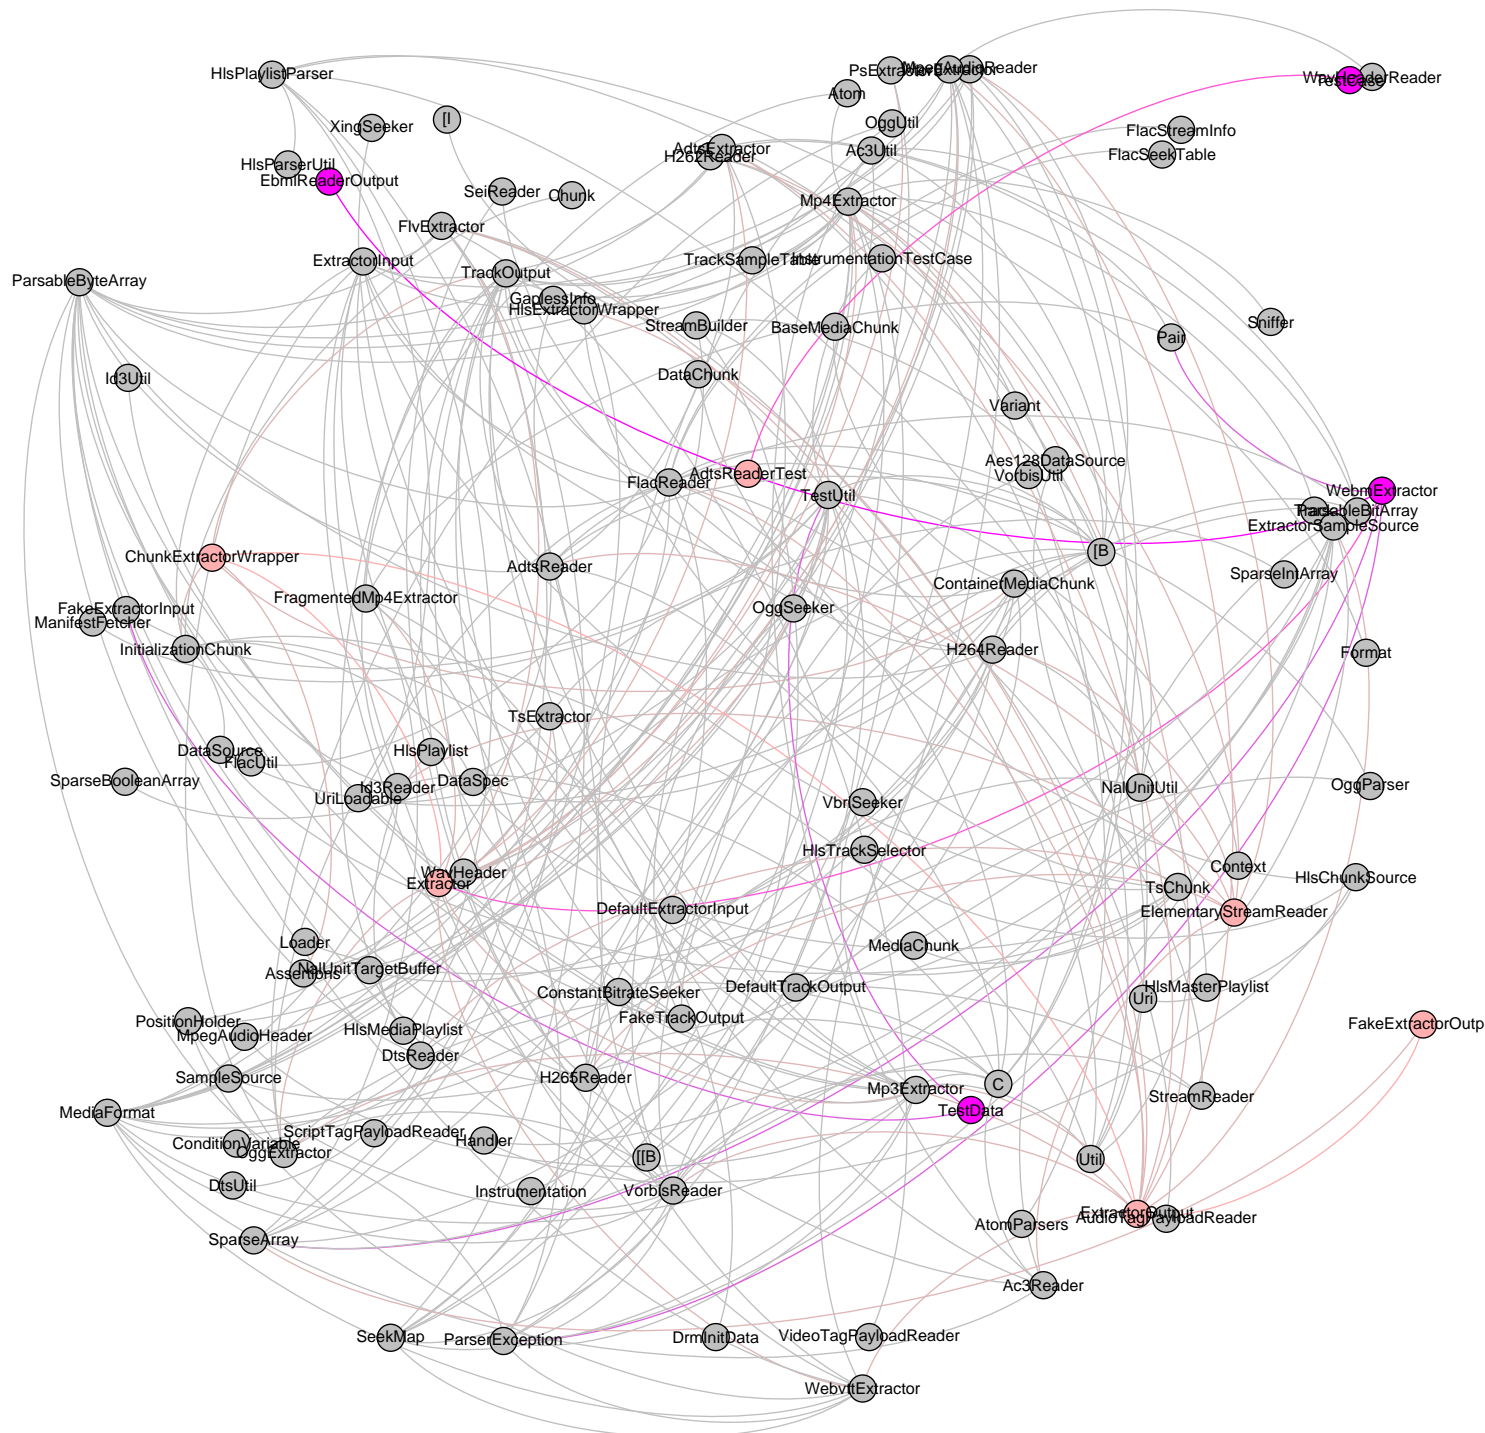 HlsPlaylistParser
PsExtractor
MpegAudioReader
WavHeaderReader
TestCase
Atom
[I
XingSeeker
OggUtil
FlacStreamInfo
FlacSeekTable
AdtsExtractor
H262Reader
Ac3Util
HlsParserUtil
EbmlReaderOutput
SeiReader
Chunk
Mp4Extractor
FlvExtractor
ExtractorInput
TrackOutput
TrackSampleTable
InstrumentationTestCase
ParsableByteArray
GaplessInfo
HlsExtractorWrapper
StreamBuilder
BaseMediaChunk
Sniffer
Pair
Id3Util
DataChunk
Variant
Aes128DataSource
VorbisUtil
FlacReader
AdtsReaderTest
TestUtil
WebmExtractor
ParsableBitArray
ExtractorSampleSource
ChunkExtractorWrapper
AdtsReader
[B
SparseIntArray
ContainerMediaChunk
FragmentedMp4Extractor
FakeExtractorInput
ManifestFetcher
OggSeeker
InitializationChunk
H264Reader
Format
TsExtractor
DataSource
FlacUtil
HlsPlaylist
SparseBooleanArray
Id3Reader
DataSpec
UriLoadable
VbriSeeker
NalUnitUtil
OggParser
HlsTrackSelector
WavHeader
Extractor
Context
TsChunk
HlsChunkSource
DefaultExtractorInput
ElementaryStreamReader
Loader
MediaChunk
Assertions
NalUnitTargetBuffer
ConstantBitrateSeeker
DefaultTrackOutput
Uri
HlsMasterPlaylist
PositionHolder
MpegAudioHeader
HlsMediaPlaylist
FakeTrackOutput
FakeExtractorOutp
DtsReader
SampleSource
H265Reader
Mp3Extractor
C
StreamReader
MediaFormat
TestData
ScriptTagPayloadReader
ConditionVariable
OggExtractor
Handler
[[B
Util
DtsUtil
Instrumentation
VorbisReader
SparseArray
AtomParsers
ExtractorOutput
AudioTagPayloadReader
Ac3Reader
SeekMap
ParserException
DrmInitData
VideoTagPayloadReader
WebvttExtractor